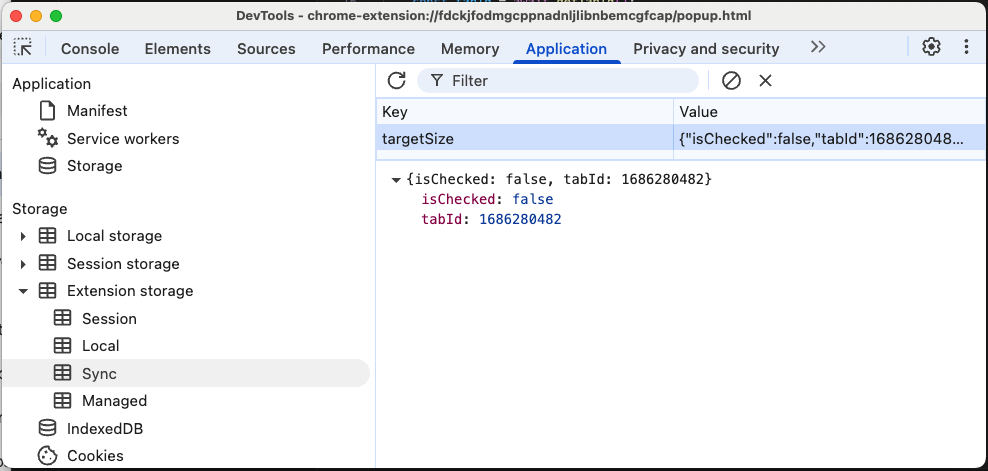 DevTools - chrome-extension://fdckjfodmgcppnadnljlibnbemcgfcap/popup.html
Console Elements Sources Performance Memory Application Privacy and security
Application
Manifest
Service workers
Storage
Storage
Local storage
Session storage
Extension storage
Session
Local
Sync
Managed
IndexedDB
Cookies
Filter
Key Value
targetSize {"isChecked":false,"tabId":168628048...
{isChecked: false, tabId: 1686280482}
isChecked: false
tabId: 1686280482